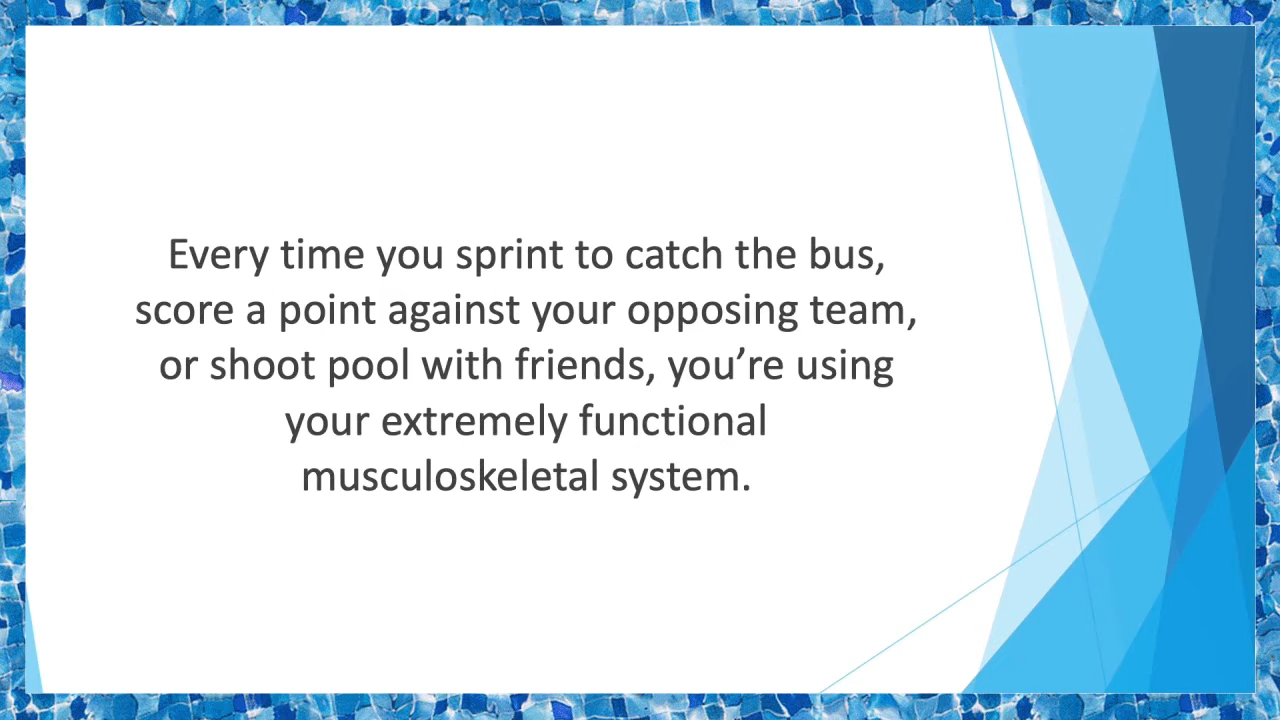 Every time you sprint to catch the bus,
score a point against your opposing team,
or shoot pool with friends, you’re using
your extremely functional
musculoskeletal system.